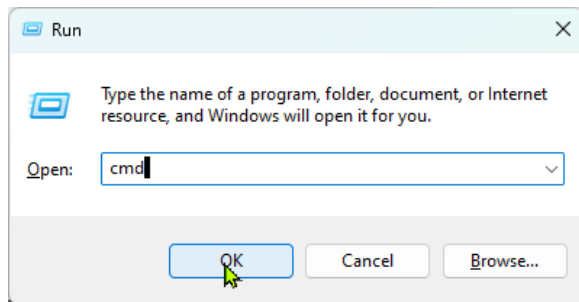 Run
Type the name of a program, folder, document, or Internet
resource, and Windows will open it for you.
Open: cmd
OK Cancel Browse...